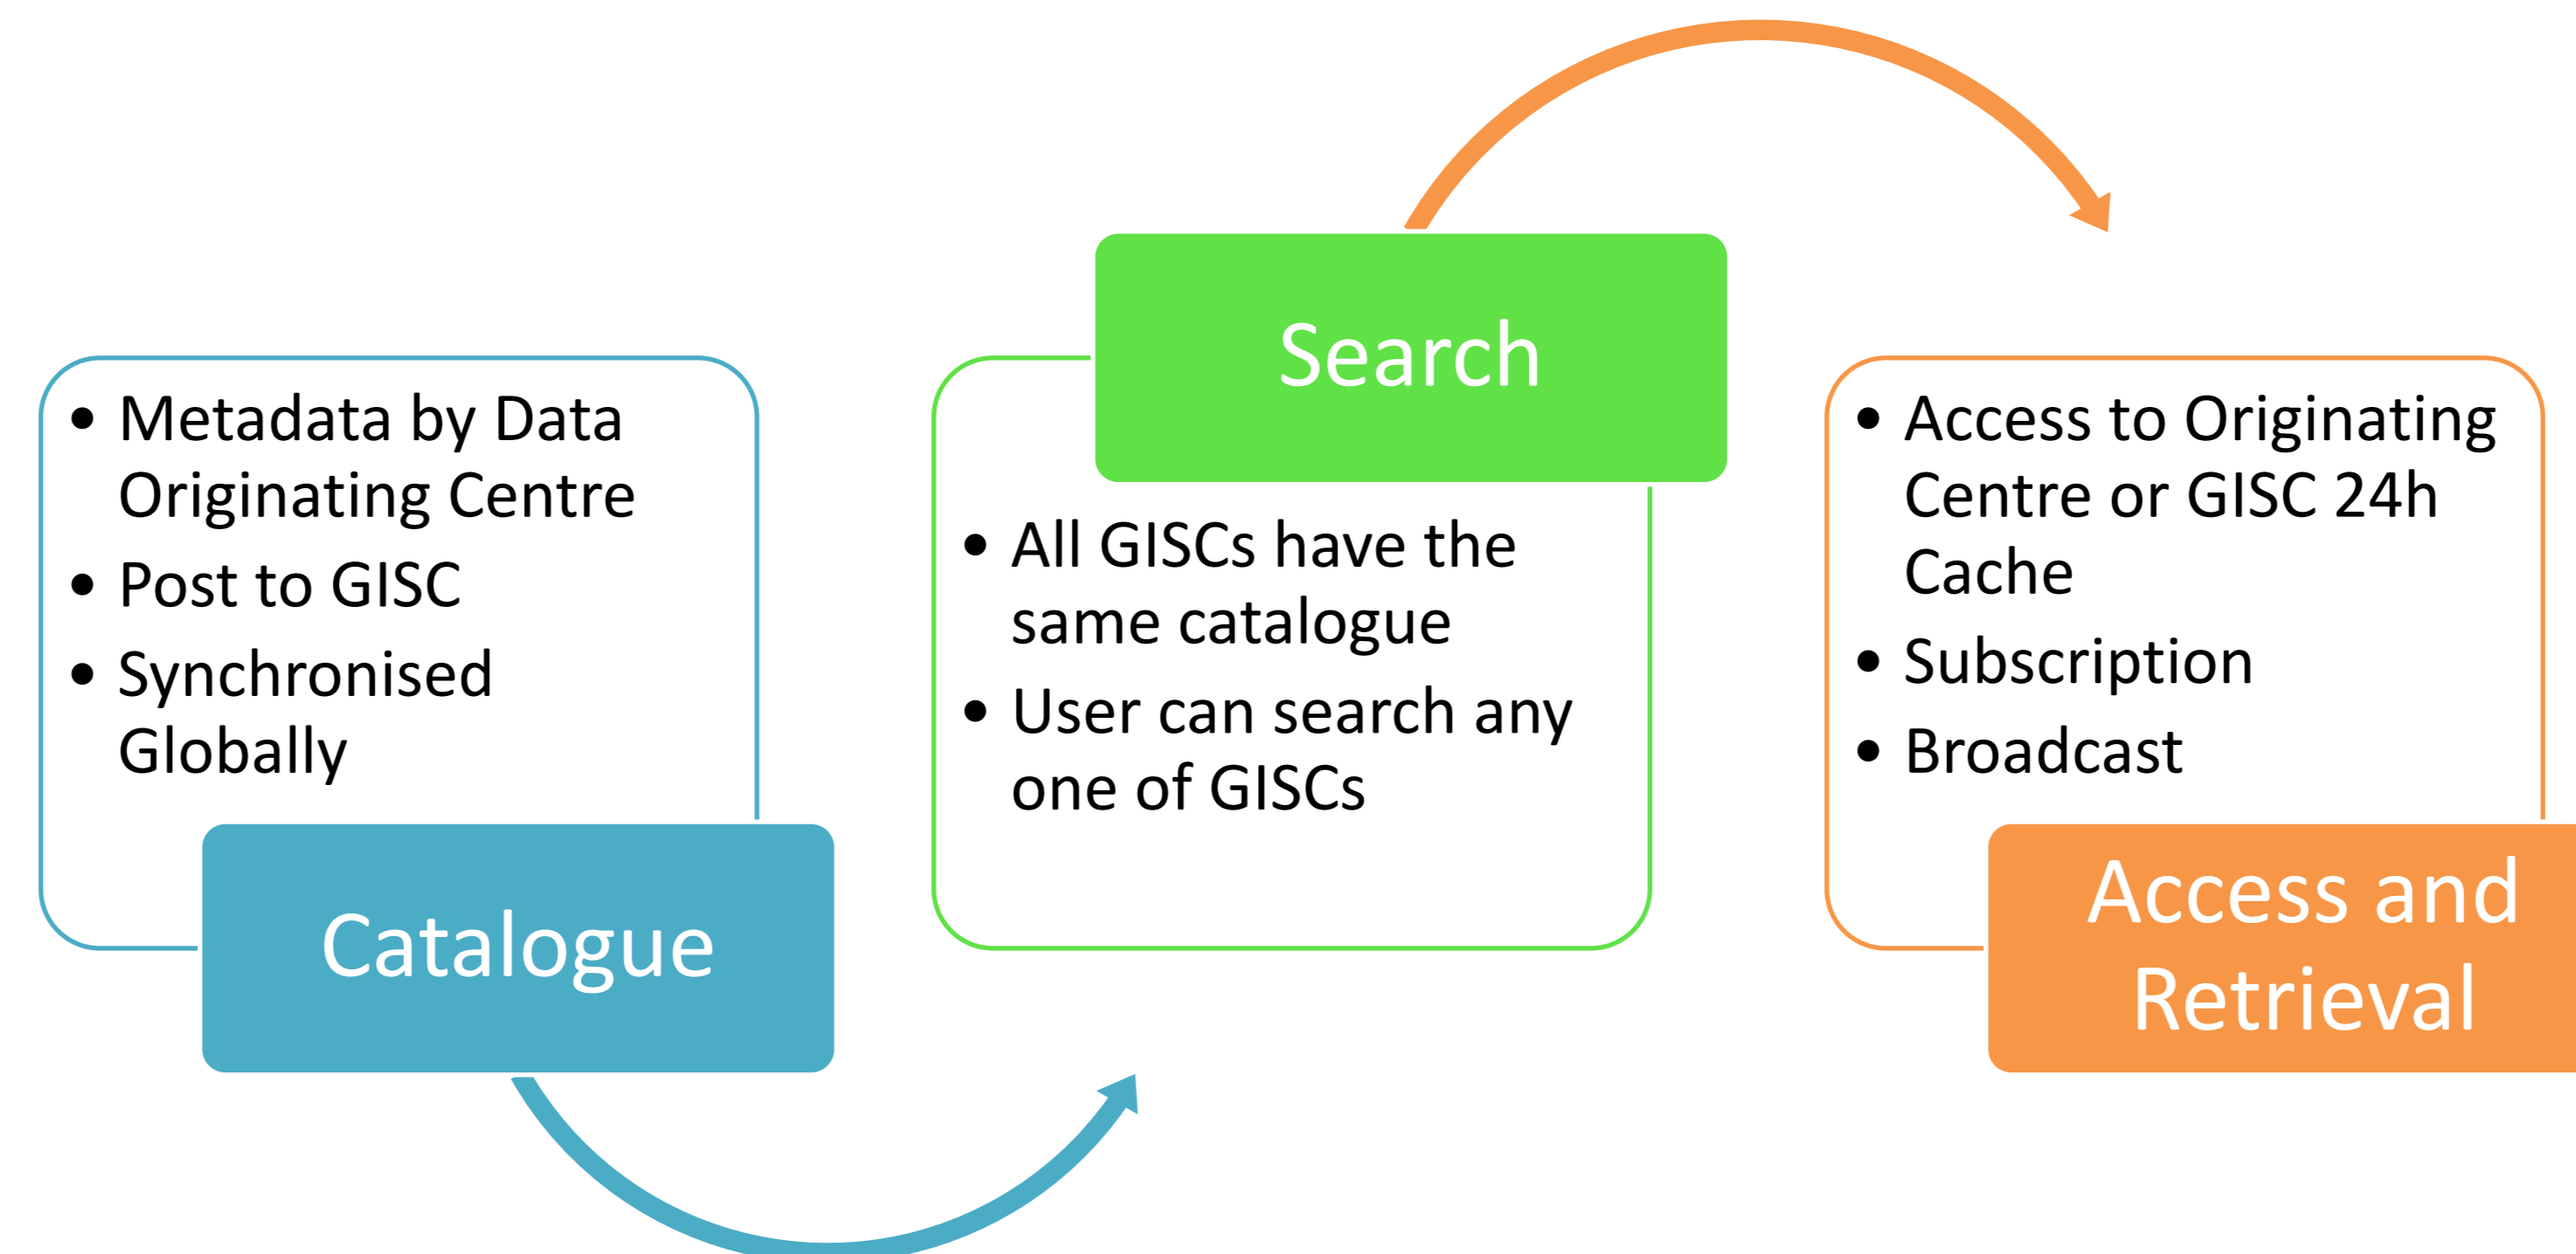 • Metadata by Data
Originating Centre
• Post to GISC
• Synchronised
Globally
Catalogue
Search
• All GISCs have the
same catalogue
• User can search any
one of GISCs
• Access to Originating
Centre or GISC 24h
Cache
• Subscription
• Broadcast
Access and
Retrieval